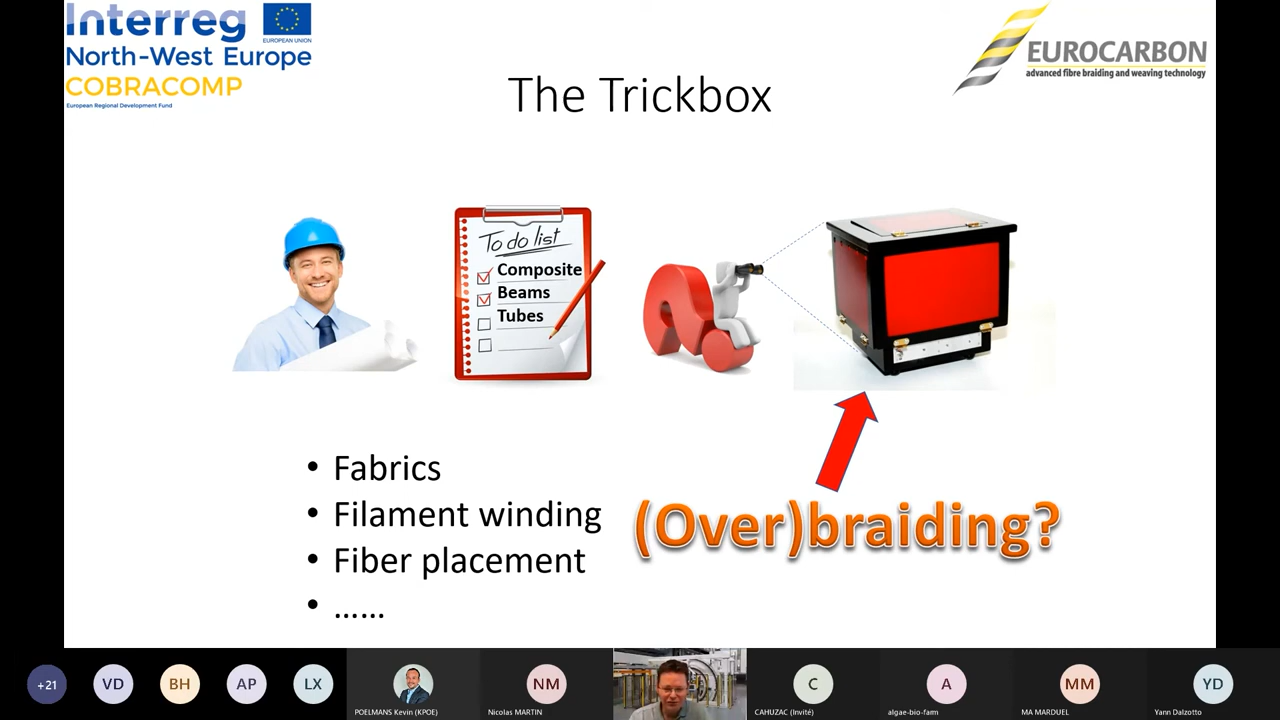 Interreg
EUROPEAN UNION
North-West Europe
COBRACOMP
European Regional Development Fund
EUROCARBON
advanced fibre braiding and weaving technology
The Trickbox
To do list
Composite
Beams
Tubes
• Fabrics
• Filament winding
• Fiber placement
• ......
(Over)braiding?
+21
VD
BH
AP
LX
POELMANS Kevin (KPOE)
NM
Nicolas MARTIN
C
CAHUZAC (Invité)
A
algae-bio-farm
MM
MA MARDUEL
YD
Yann Dalzotto